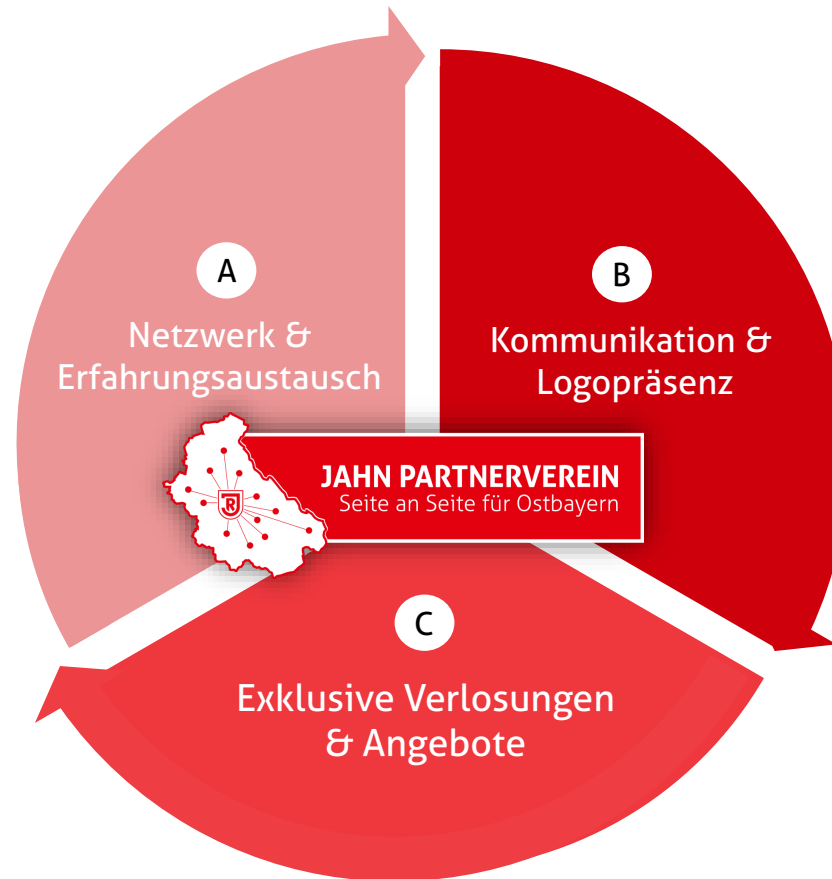 A
Netzwerk &
Erfahrungsaustausch
B
Kommunikation &
Logopräsenz
JAHN PARTNERVEREIN
Seite an Seite für Ostbayern
R
C
Exklusive Verlosungen
& Angebote